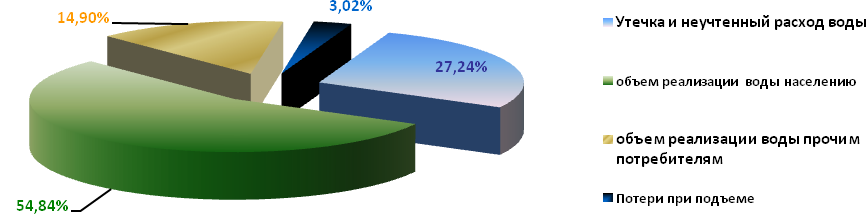 3,02%
14,90%
27,24%
54,84%
Утечка и неучтенный расход воды
объем реализации воды населению
объем реализации воды прочим
потребителям
Потери при подъеме